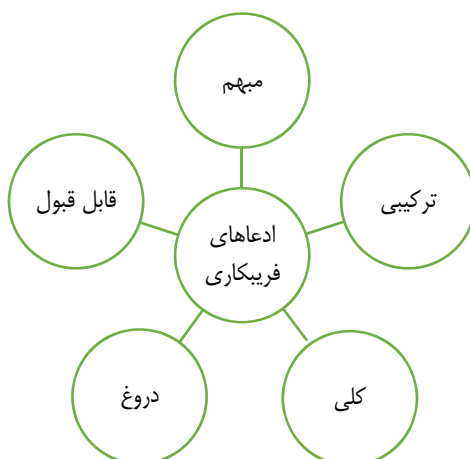 مبهم
ترکیبی
قابل قبول
ادعاهای
فریبکاری
کلی
دروغ